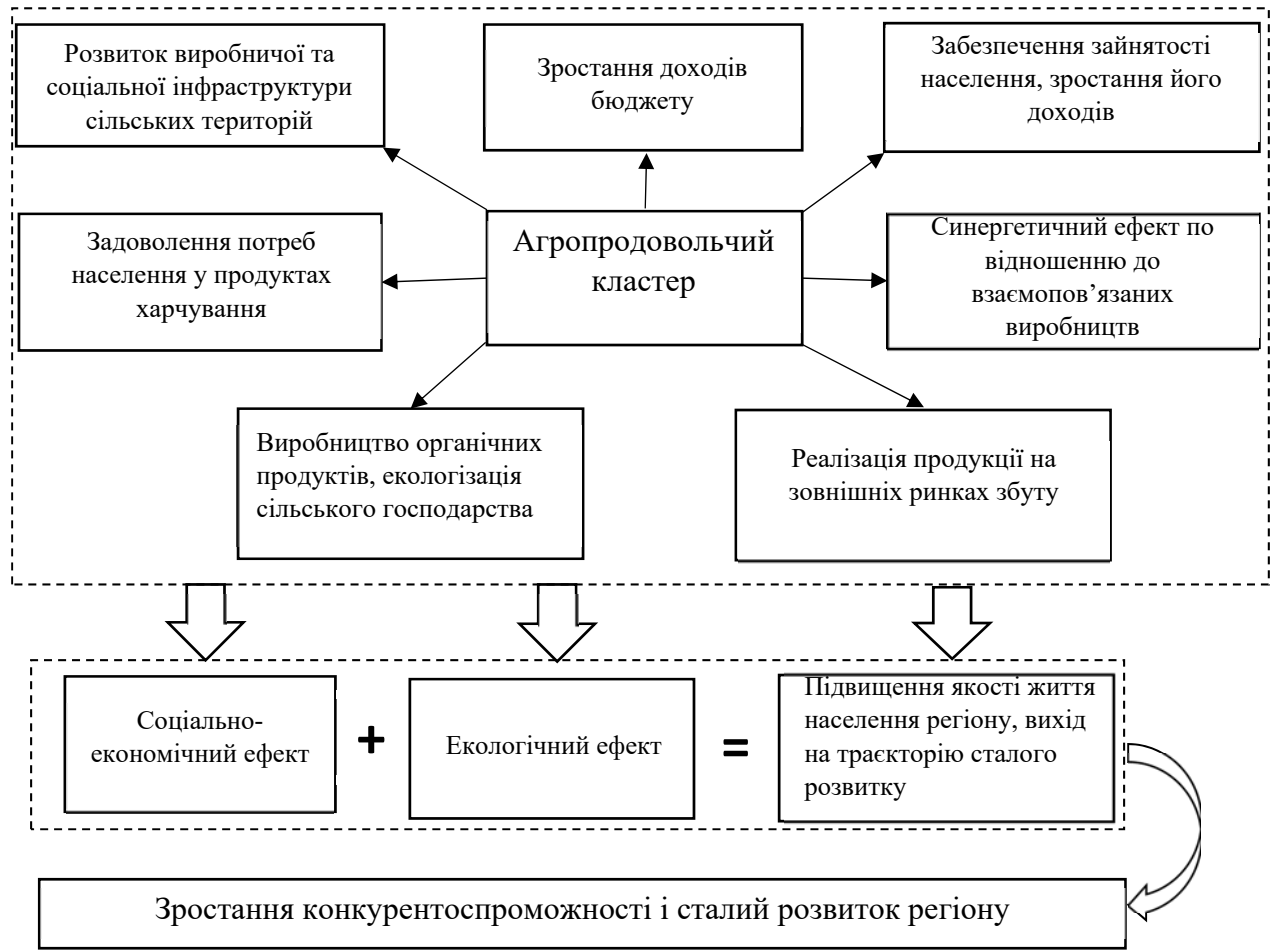 Розвиток виробничої та
соціальної інфраструктури
сільських територій
Зростання доходів
бюджету
Забезпечення зайнятості
населення, зростання його
доходів
Задоволення потреб
населення у продуктах
харчування
Агропродовольчий
кластер
Синергетичний ефект по
відношенню до
взаємопов’язаних
виробництв
Виробництво органічних
продуктів, екологізація
сільського господарства
Реалізація продукції на
зовнішніх ринках збуту
Соціально-
економічний ефект
+
Екологічний ефект
=
Підвищення якості життя
населення регіону, вихід
на траєкторію сталого
розвитку
Зростання конкурентоспроможності і сталий розвиток регіону